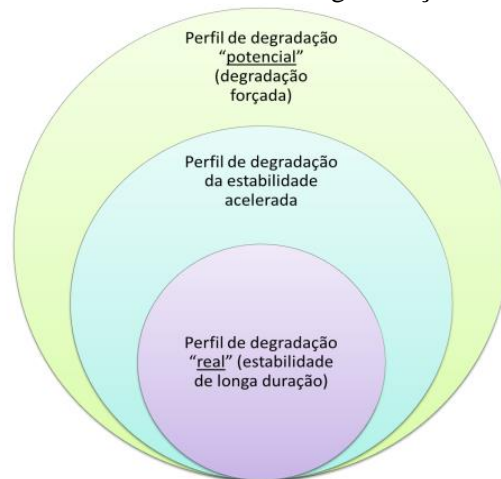 Perfil de degradação
“potencial”
(degradação
forçada)
Perfil de degradação
da estabilidade
acelerada
Perfil de degradação
“real” (estabilidade
de longa duração)